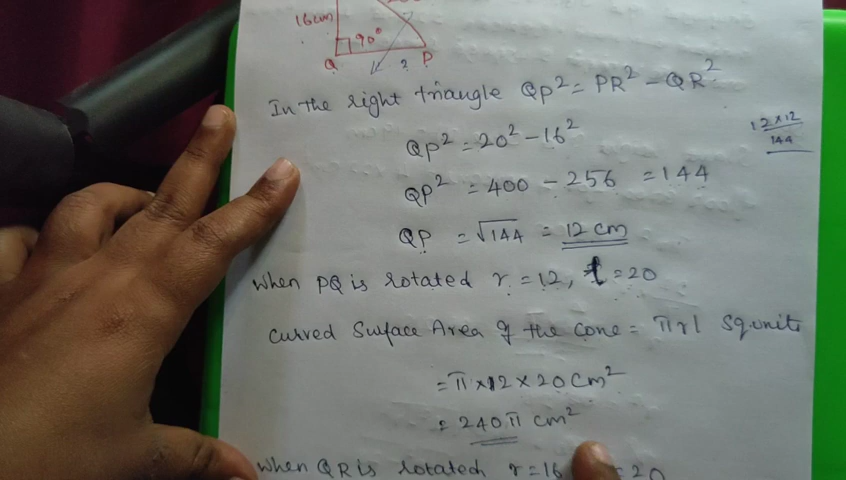 16cm
90°
Q ? P
In the right triangle QP² = PR² - QR²
12 x 12
144
QP² = 20² - 16²
QP² = 400 - 256 = 144
QP = √144 = 12 cm
When PQ is rotated r = 12, l = 20
Curved Surface Area of the cone = πrl Sq.units
= π x 12 x 20 cm²
= 240π cm²
When QR is rotated r = 16 = 20